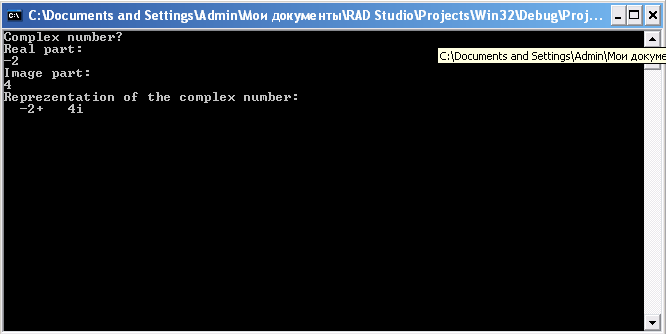 C:\Documents and Settings\Admin\Мои документы\RAD Studio\Projects\Win32\Debug\Proj...
Complex number?
Real part:
C:\Documents and Settings\Admin\Мои докуме
-2
Image part:
4
Reprezentation of the complex number:
-2+   4i